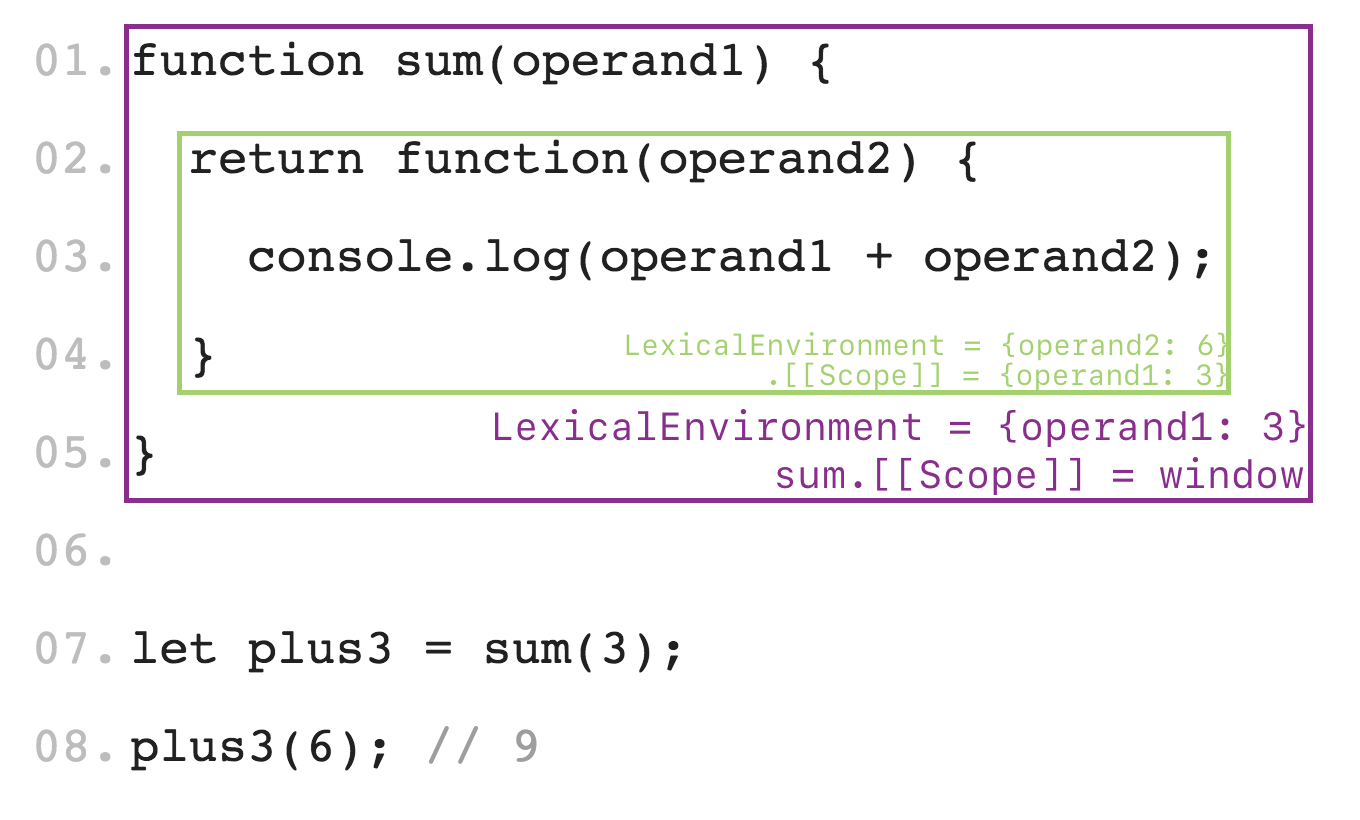 01. function sum(operand1) {
02. return function(operand2) {
03. console.log(operand1 + operand2);
04. }
LexicalEnvironment = {operand2: 6}
.[[Scope]] = {operand1: 3}
LexicalEnvironment = {operand1: 3}
05. }
sum.[[Scope]] = window
06.
07. let plus3 = sum(3);
08. plus3(6); // 9